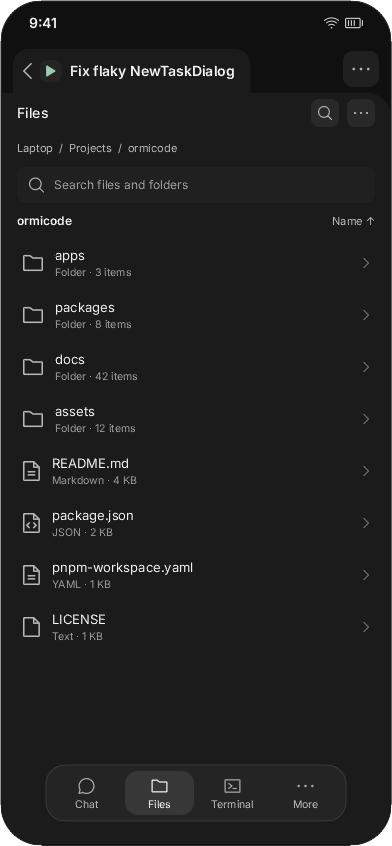 9:41
Fix flaky NewTaskDialog
Files
Laptop / Projects / ormicode
Search files and folders
ormicode
Name ↑
apps
Folder · 3 items
packages
Folder · 8 items
docs
Folder · 42 items
assets
Folder · 12 items
README.md
Markdown · 4 KB
package.json
JSON · 2 KB
pnpm-workspace.yaml
YAML · 1 KB
LICENSE
Text · 1 KB
Chat
Files
Terminal
More